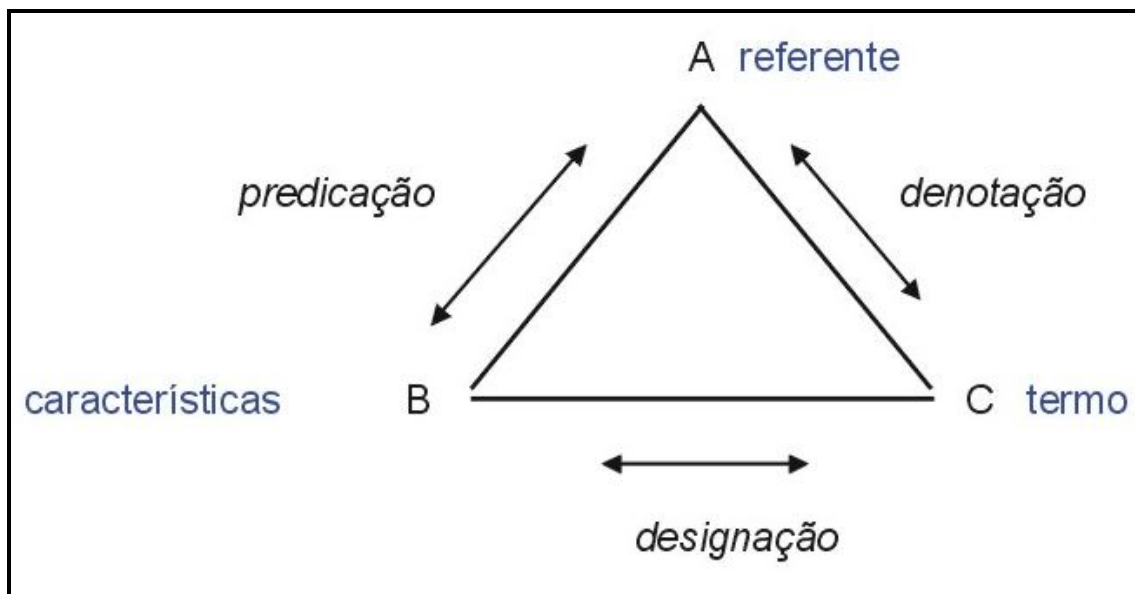 A referente
predicação
denotação
características B
C termo
designação